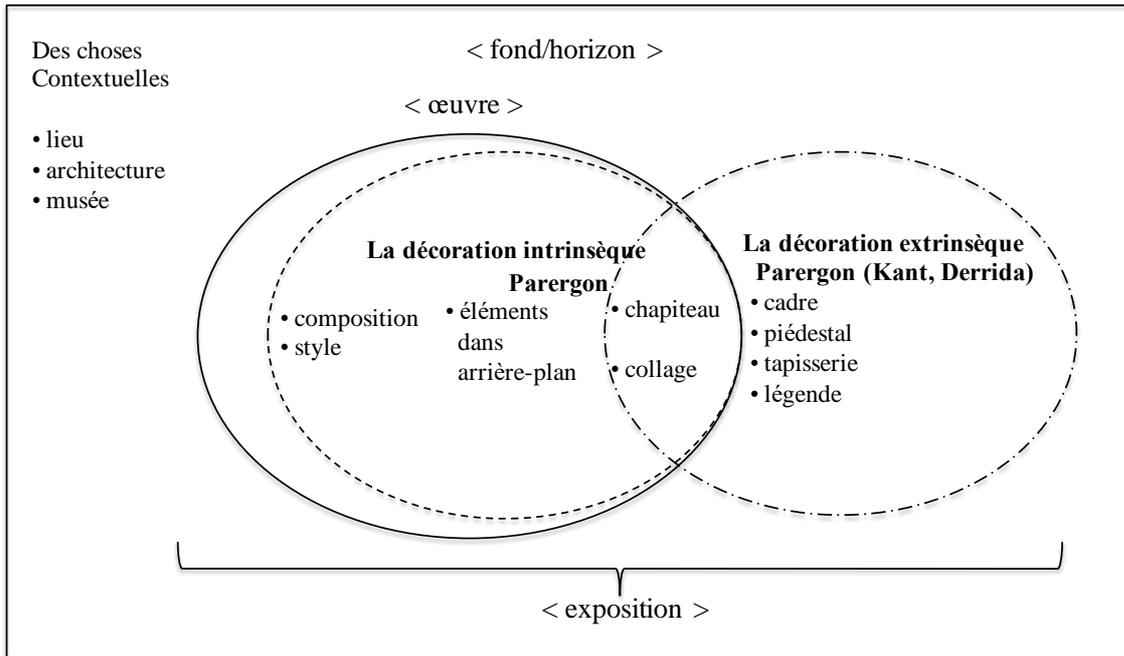 Des choses
Contextuelles
• lieu
• architecture
• musée
< fond/horizon >
< œuvre >
La décoration intrinsèque
Parergon
• composition
• style
• éléments
dans
arrière-plan
• chapiteau
• collage
La décoration extrinsèque
Parergon (Kant, Derrida)
• cadre
• piédestal
• tapisserie
• légende
< exposition >